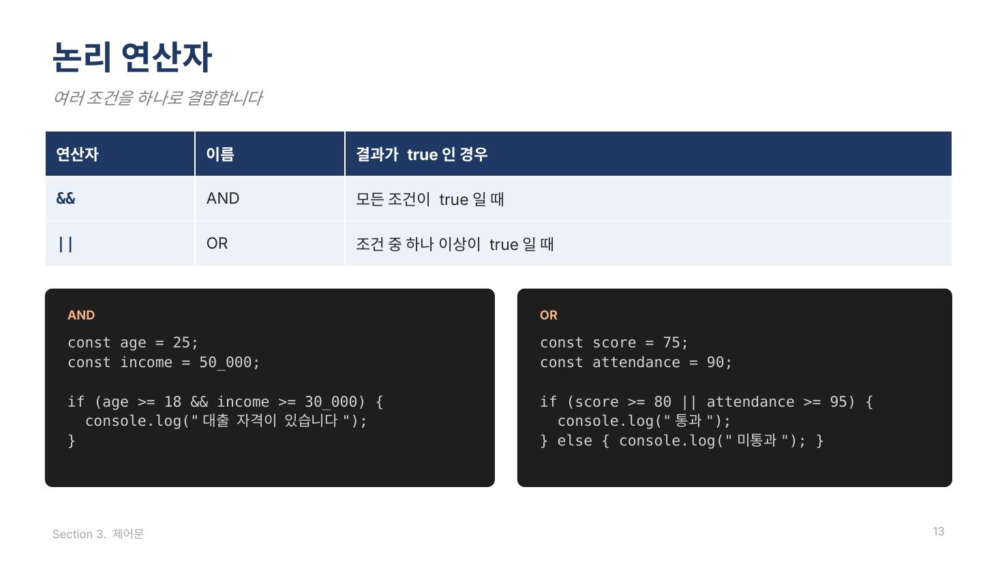 논리 연산자
여러 조건을 하나로 결합합니다
연산자 이름 결과가 true 인 경우
&& AND 모든 조건이 true 일 때
|| OR 조건 중 하나 이상이 true 일 때
AND
const age = 25;
const income = 50_000;
if (age >= 18 && income >= 30_000) {
  console.log("대출 자격이 있습니다");
}
OR
const score = 75;
const attendance = 90;
if (score >= 80 || attendance >= 95) {
  console.log("통과");
} else { console.log("미통과"); }
Section 3. 제어문
13